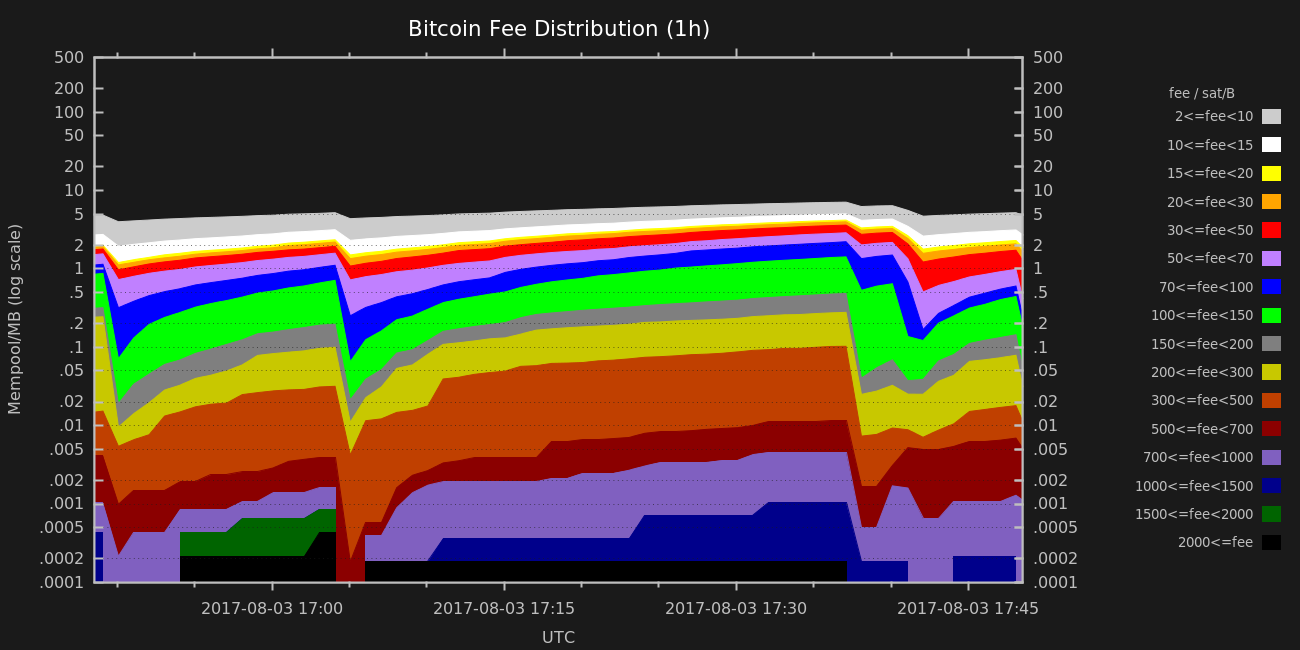 Bitcoin Fee Distribution (1h)
Mempool/MB (log scale)
500
200
100
50
20
10
5
2
1
.5
.2
.1
.05
.02
.01
.005
.002
.001
.0005
.0002
.0001
500
200
100
50
20
10
5
2
1
.5
.2
.1
.05
.02
.01
.005
.002
.001
.0005
.0002
.0001
2017-08-03 17:00
2017-08-03 17:15
2017-08-03 17:30
2017-08-03 17:45
UTC
fee / sat/B
2<=fee<10
10<=fee<15
15<=fee<20
20<=fee<30
30<=fee<50
50<=fee<70
70<=fee<100
100<=fee<150
150<=fee<200
200<=fee<300
300<=fee<500
500<=fee<700
700<=fee<1000
1000<=fee<1500
1500<=fee<2000
2000<=fee